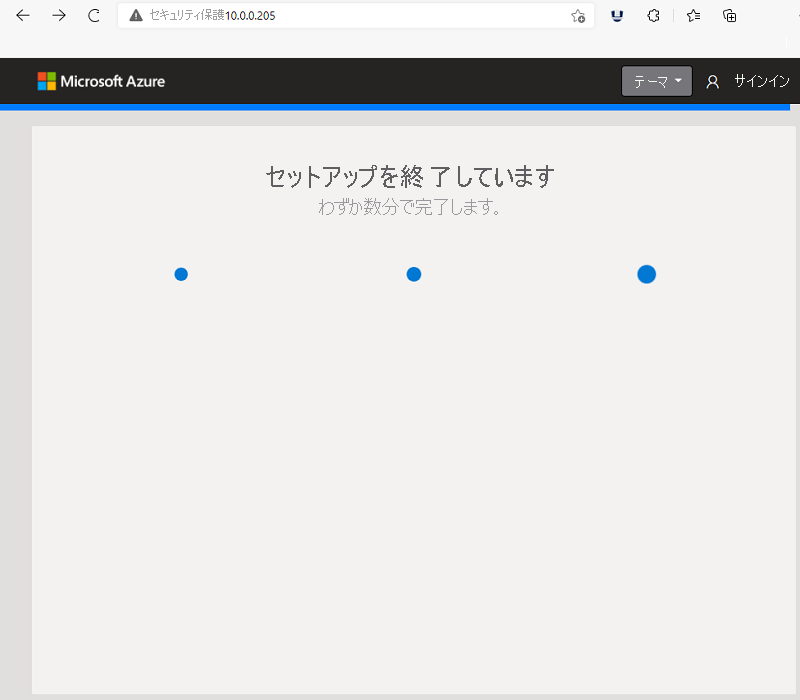 セキュリティ保護10.0.0.205
Microsoft Azure
テーマ
サインイン
セットアップを終 了しています
わずか数分で完了します。